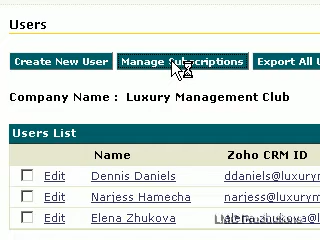 Users
Create New User Manage Subscriptions Export All U
Company Name : Luxury Management Club
Users List
Name Zoho CRM ID
Edit Dennis Daniels ddaniels@luxurym
Edit Narjess Hamecha narjess@luxurym
Edit Elena Zhukova